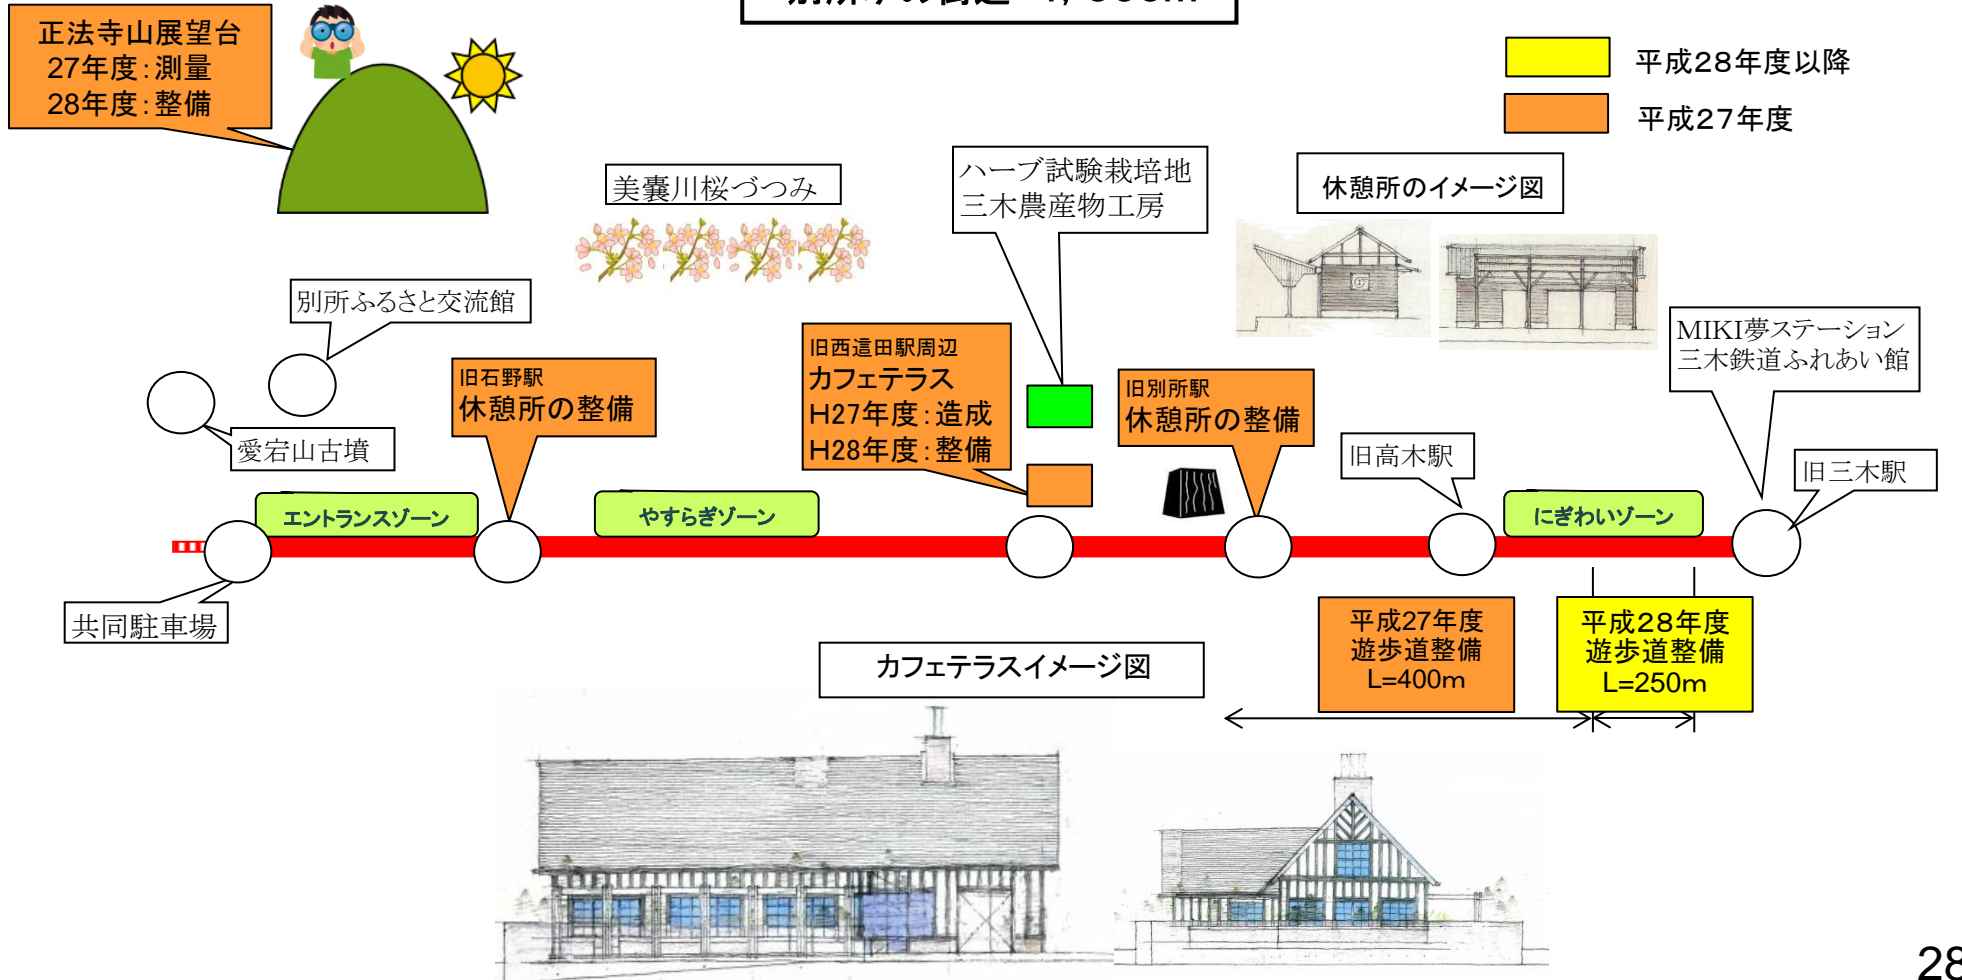 正法寺山展望台
27年度:測量
28年度:整備
平成28年度以降
平成27年度
美嚢川桜づつみ
ハーブ試験栽培地
三木農産物工房
休憩所のイメージ図
別所ふるさと交流館
愛宕山古墳
旧石野駅
休憩所の整備
旧西這田駅周辺
カフェテラス
H27年度:造成
H28年度:整備
旧別所駅
休憩所の整備
旧高木駅
MIKI夢ステーション
三木鉄道ふれあい館
旧三木駅
エントランスゾーン
やすらぎゾーン
にぎわいゾーン
共同駐車場
平成27年度
遊歩道整備
L=400m
平成28年度
遊歩道整備
L=250m
カフェテラスイメージ図
28